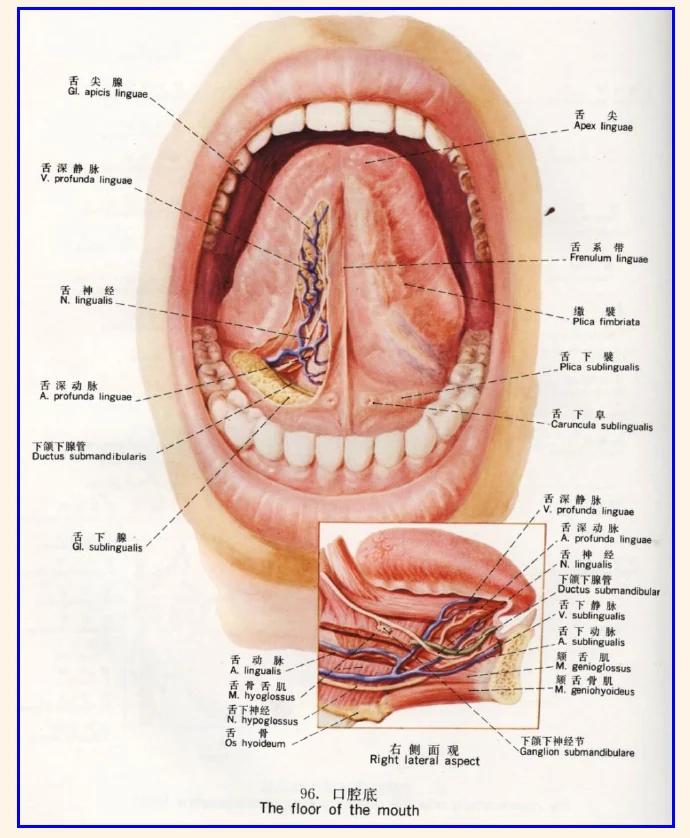 舌尖腺
Gl. apicis linguae
舌深静脉
V. profunda linguae
舌神经
N. lingualis
舌深动脉
A. profunda linguae
下颌下腺管
Ductus submandibularis
舌下腺
Gl. sublingualis
舌尖
Apex linguae
舌系带
Frenulum linguae
繖襞
Plica fimbriata
舌下襞
Plica sublingualis
舌下阜
Caruncula sublingualis
舌深静脉
V. profunda linguae
舌深动脉
A. profunda linguae
舌神经
N. lingualis
下颌下腺管
Ductus submandibular
舌下静脉
V. sublingualis
舌下动脉
A. sublingualis
颏舌肌
M. genioglossus
颏舌骨肌
M. geniohyoideus
下颌下神经节
Ganglion submandibulare
舌动脉
A. lingualis
舌骨舌肌
M. hyoglossus
舌下神经
N. hypoglossus
舌骨
Os hyoideum
右侧面观
Right lateral aspect
96. 口腔底
The floor of the mouth